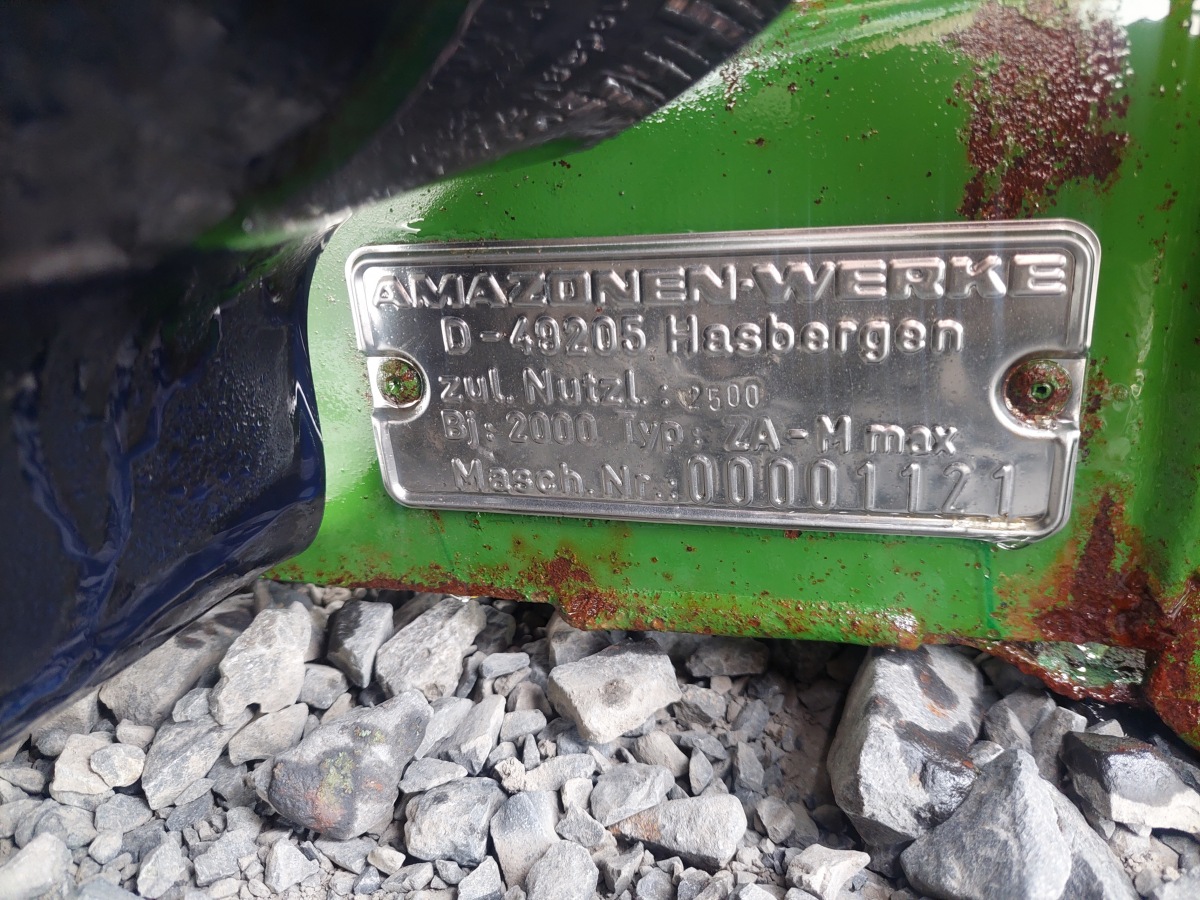 AMAZONEN-WERKE
D-49205 Hasbergen
zul. Nutzl.: 2500
Bj: 2000 Typ: ZA-M max
Masch.Nr.: 00001121